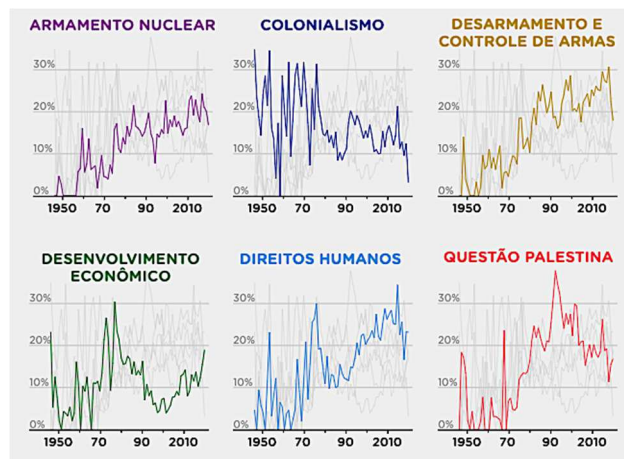 ARMAMENTO NUCLEAR
COLONIALISMO
DESARMAMENTO E
CONTROLE DE ARMAS
30%
20%
10%
0%
1950 70 90 2010
30%
20%
10%
0%
1950 70 90 2010
30%
20%
10%
0%
1950 70 90 2010
DESENVOLVIMENTO
ECONÔMICO
DIREITOS HUMANOS
QUESTÃO PALESTINA
30%
20%
10%
0%
1950 70 90 2010
30%
20%
10%
0%
1950 70 90 2010
30%
20%
10%
0%
1950 70 90 2010